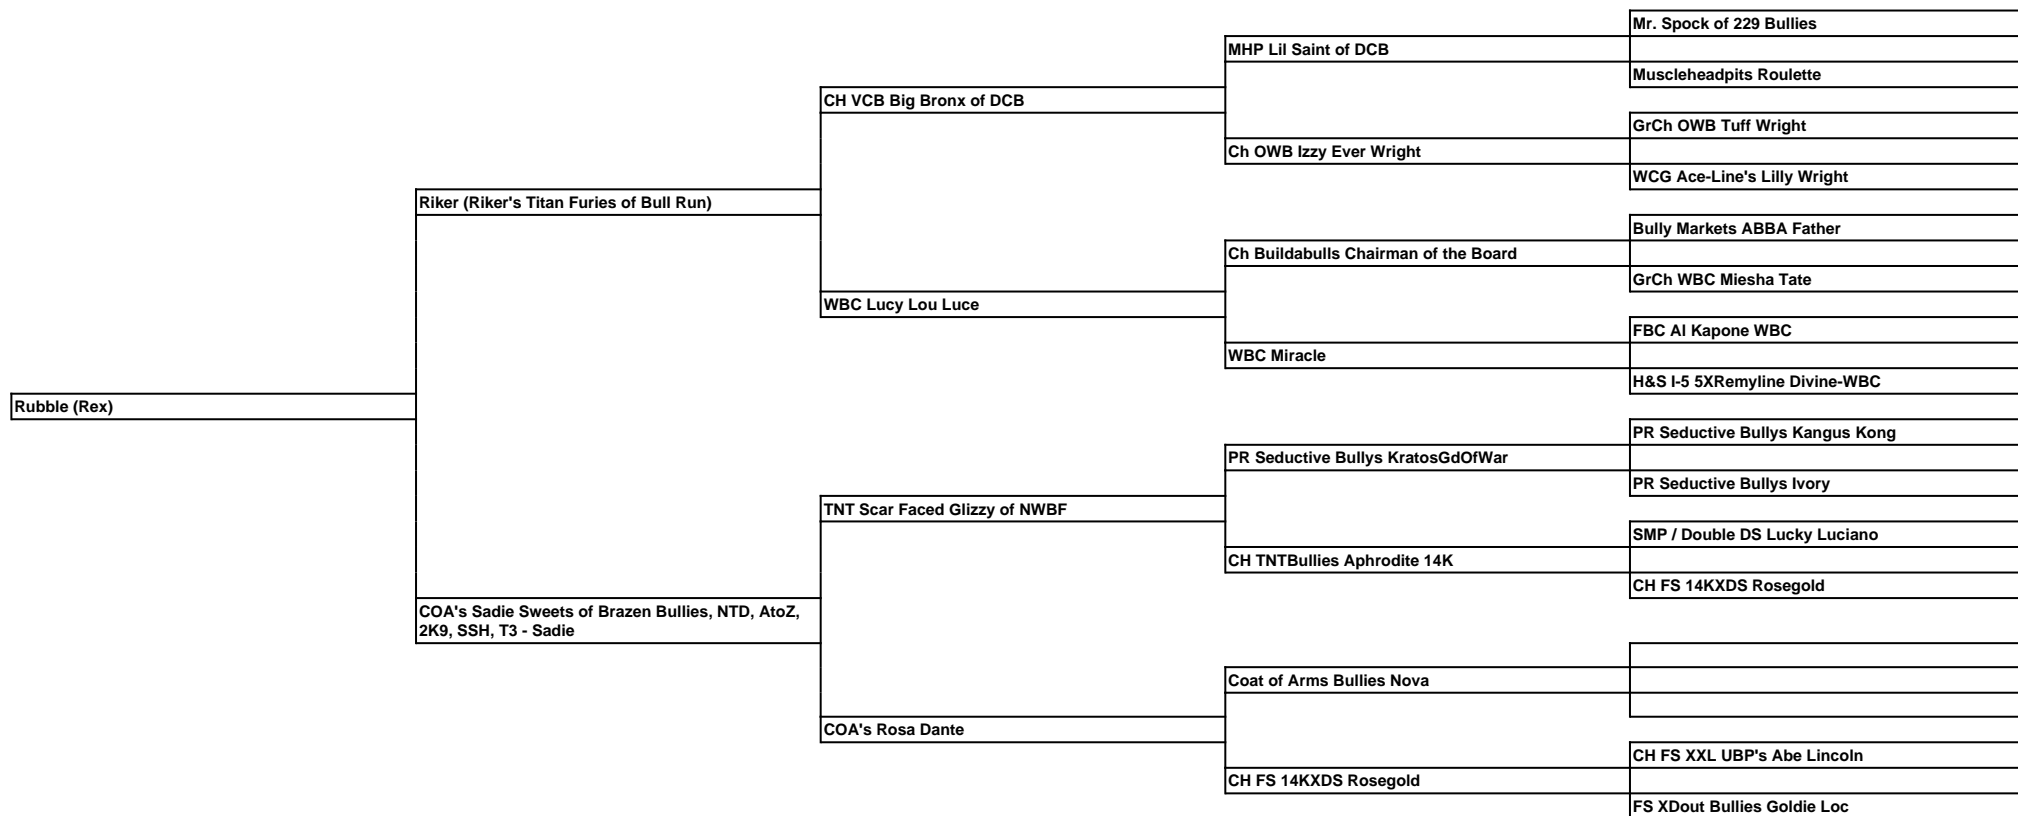 Mr. Spock of 229 Bullies
MHP Lil Saint of DCB
Muscleheadpits Roulette
CH VCB Big Bronx of DCB
GrCh OWB Tuff Wright
Ch OWB Izzy Ever Wright
WCG Ace-Line's Lilly Wright
Riker (Riker's Titan Furies of Bull Run)
Bully Markets ABBA Father
Ch Buildabulls Chairman of the Board
GrCh WBC Miesha Tate
WBC Lucy Lou Luce
FBC Al Kapone WBC
WBC Miracle
H&S I-5 5XRemyline Divine-WBC
Rubble (Rex)
PR Seductive Bullys Kangus Kong
PR Seductive Bullys KratosGdOfWar
PR Seductive Bullys Ivory
TNT Scar Faced Glizzy of NWBF
SMP / Double DS Lucky Luciano
CH TNTBullies Aphrodite 14K
CH FS 14KXDS Rosegold
COA's Sadie Sweets of Brazen Bullies, NTD, AtoZ,
2K9, SSH, T3 - Sadie
Coat of Arms Bullies Nova
COA's Rosa Dante
CH FS XXL UBP's Abe Lincoln
CH FS 14KXDS Rosegold
FS XDout Bullies Goldie Loc